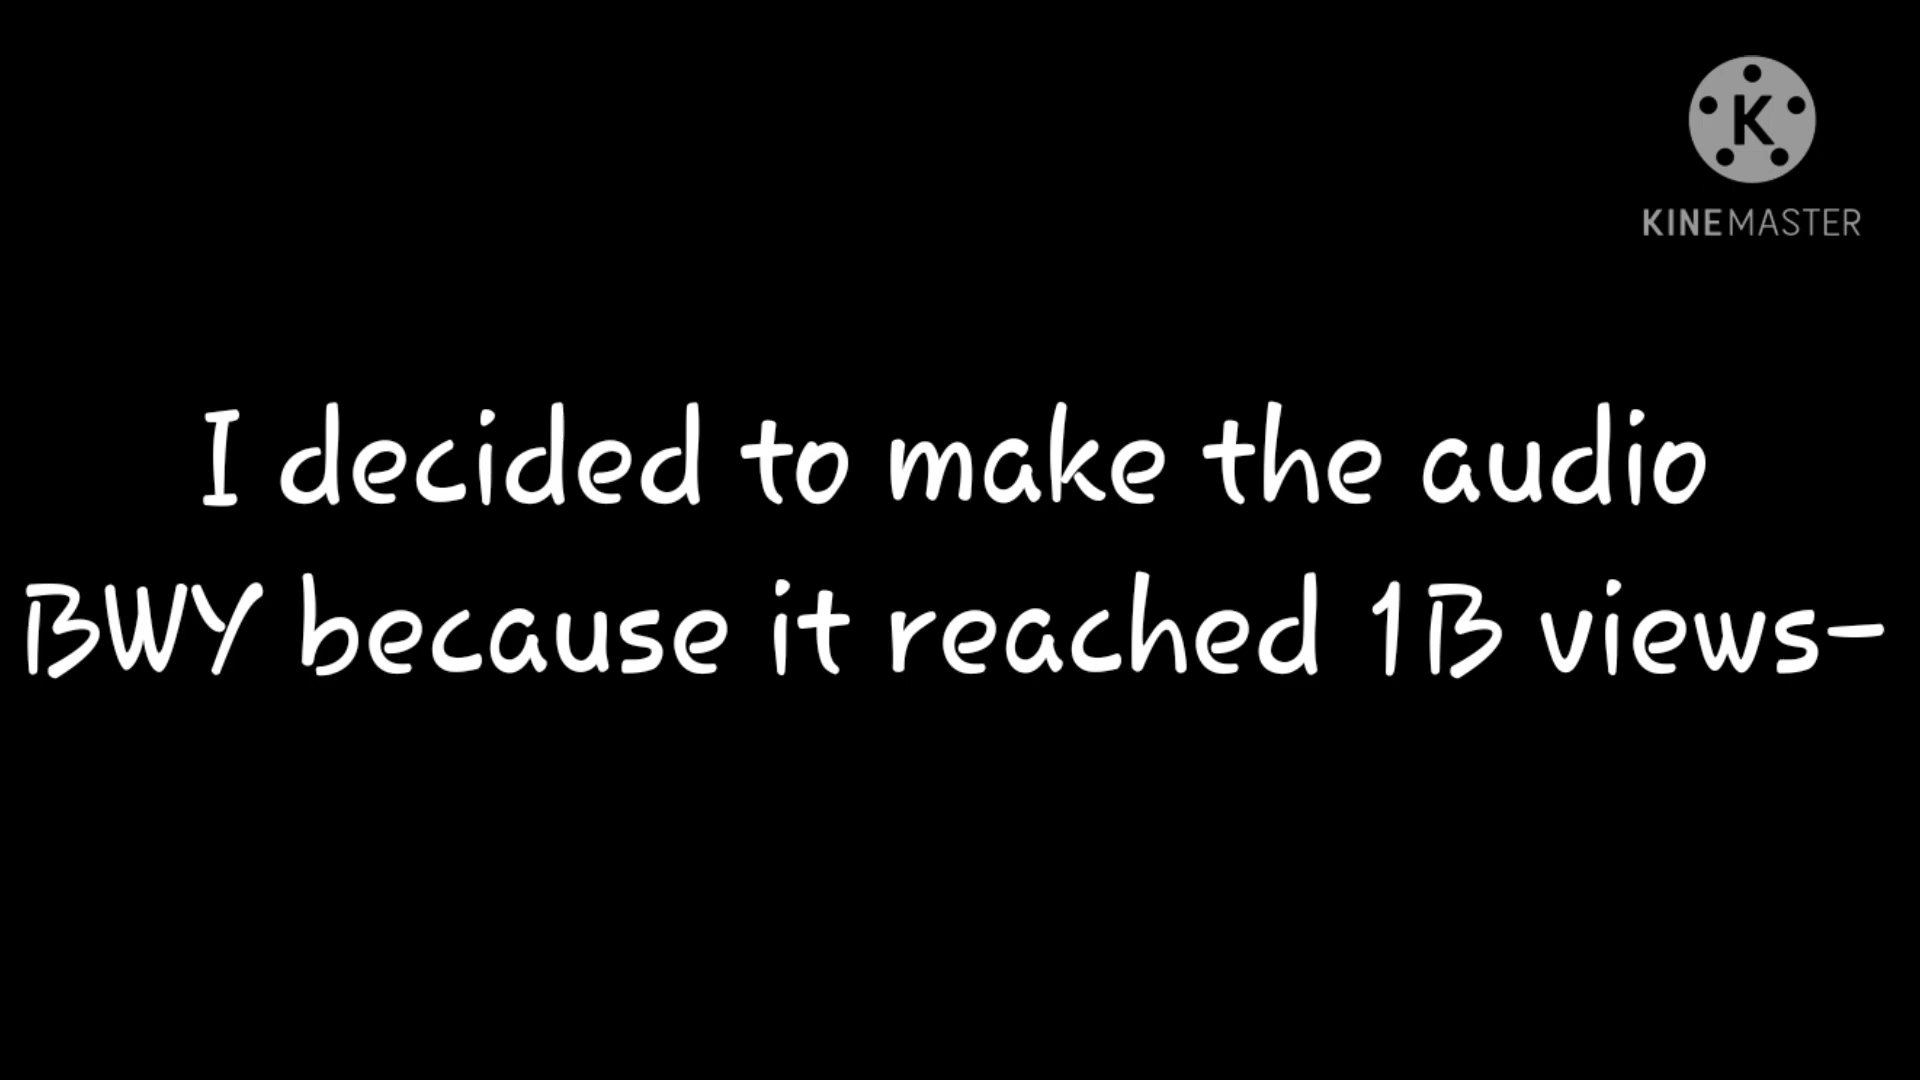 K
KINEMASTER
I decided to make the audio
BWY because it reached 1B views-